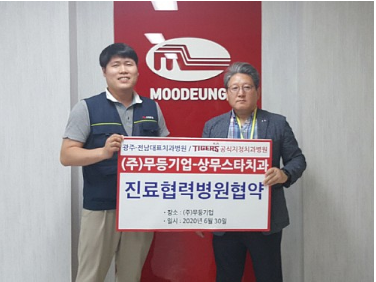 MOODEUNG
광주·전남대표치과병원 / TIGERS 공식지정치과병원
(주)무등기업-상무스타치과
진료협력병원협약
- 장소 : (주)무등기업
- 일시 : 2020년 6월 30일